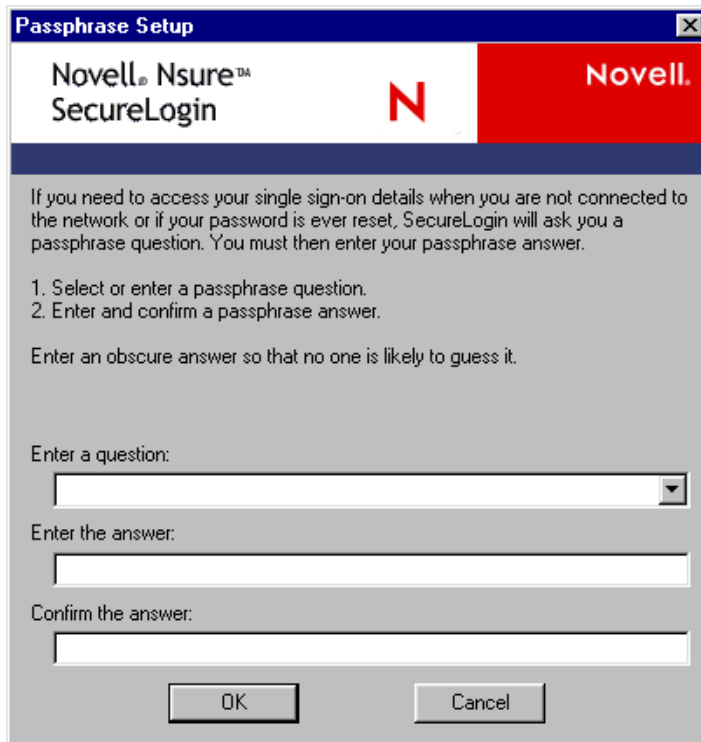 Passphrase Setup
Novell® Nsure™
SecureLogin
N
Novell.
If you need to access your single sign-on details when you are not connected to
the network or if your password is ever reset, SecureLogin will ask you a
passphrase question. You must then enter your passphrase answer.
1. Select or enter a passphrase question.
2. Enter and confirm a passphrase answer.
Enter an obscure answer so that no one is likely to guess it.
Enter a question:
Enter the answer:
Confirm the answer:
OK
Cancel